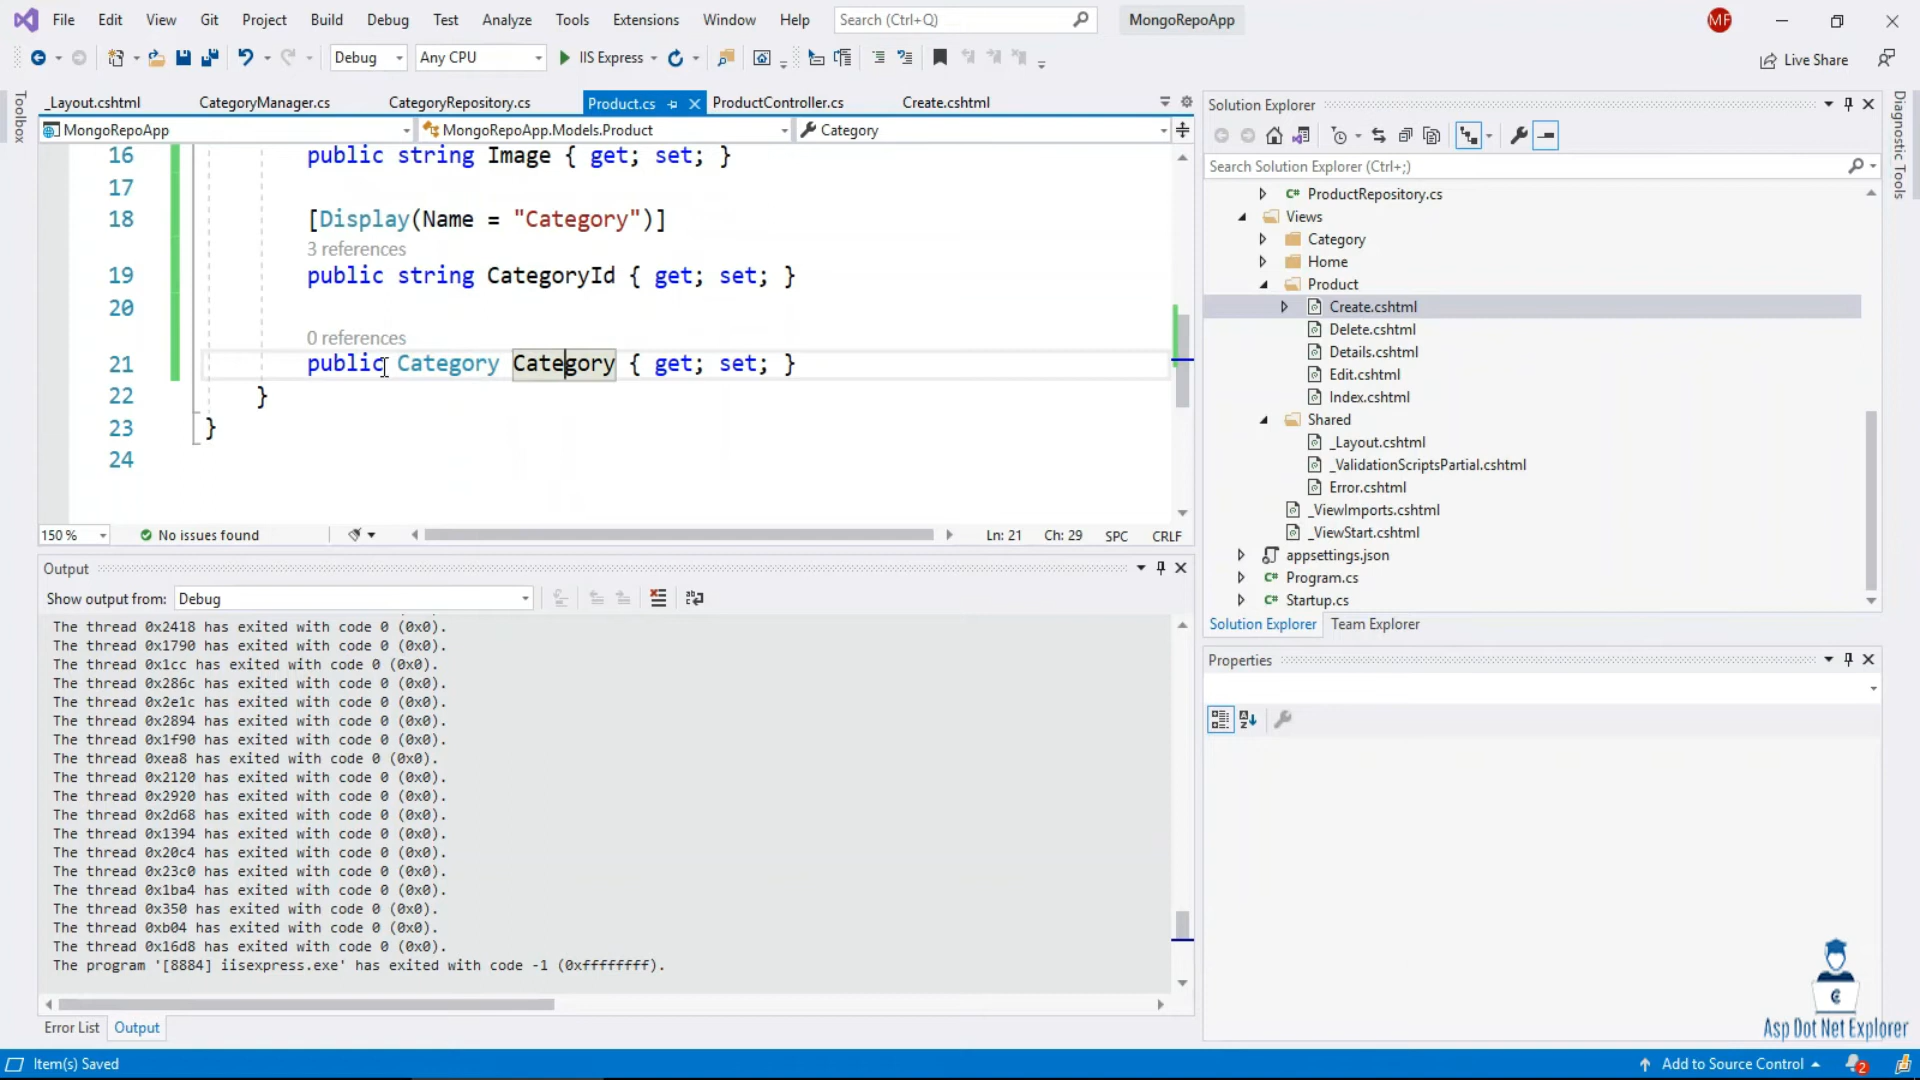 File Edit View Git Project Build Debug Test Analyze Tools Extensions Window Help Search (Ctrl+Q) MongoRepoApp MF
Debug Any CPU IIS Express Live Share
Toolbox
_Layout.cshtml CategoryManager.cs CategoryRepository.cs Product.cs ProductController.cs Create.cshtml
MongoRepoApp MongoRepoApp.Models.Product Category
16 public string Image { get; set; }
17
18 [Display(Name = "Category")]
3 references
19 public string CategoryId { get; set; }
20
0 references
21 public Category Category { get; set; }
22 }
23 }
24
150 % No issues found Ln: 21 Ch: 29 SPC CRLF
Output
Show output from: Debug
The thread 0x2418 has exited with code 0 (0x0).
The thread 0x1790 has exited with code 0 (0x0).
The thread 0x1cc has exited with code 0 (0x0).
The thread 0x286c has exited with code 0 (0x0).
The thread 0x2e1c has exited with code 0 (0x0).
The thread 0x2894 has exited with code 0 (0x0).
The thread 0x1f90 has exited with code 0 (0x0).
The thread 0xea8 has exited with code 0 (0x0).
The thread 0x2120 has exited with code 0 (0x0).
The thread 0x2920 has exited with code 0 (0x0).
The thread 0x2d68 has exited with code 0 (0x0).
The thread 0x1394 has exited with code 0 (0x0).
The thread 0x20c4 has exited with code 0 (0x0).
The thread 0x23c0 has exited with code 0 (0x0).
The thread 0x1ba4 has exited with code 0 (0x0).
The thread 0x350 has exited with code 0 (0x0).
The thread 0xb04 has exited with code 0 (0x0).
The thread 0x16d8 has exited with code 0 (0x0).
The program '[8884] iisexpress.exe' has exited with code -1 (0xffffffff).
Error List Output
Solution Explorer
Search Solution Explorer (Ctrl+;)
C# ProductRepository.cs
Views
Category
Home
Product
Create.cshtml
Delete.cshtml
Details.cshtml
Edit.cshtml
Index.cshtml
Shared
_Layout.cshtml
_ValidationScriptsPartial.cshtml
Error.cshtml
_ViewImports.cshtml
_ViewStart.cshtml
appsettings.json
C# Program.cs
C# Startup.cs
Solution Explorer Team Explorer
Properties
Diagnostic Tools
Asp Dot Net Explorer
Item(s) Saved Add to Source Control 2